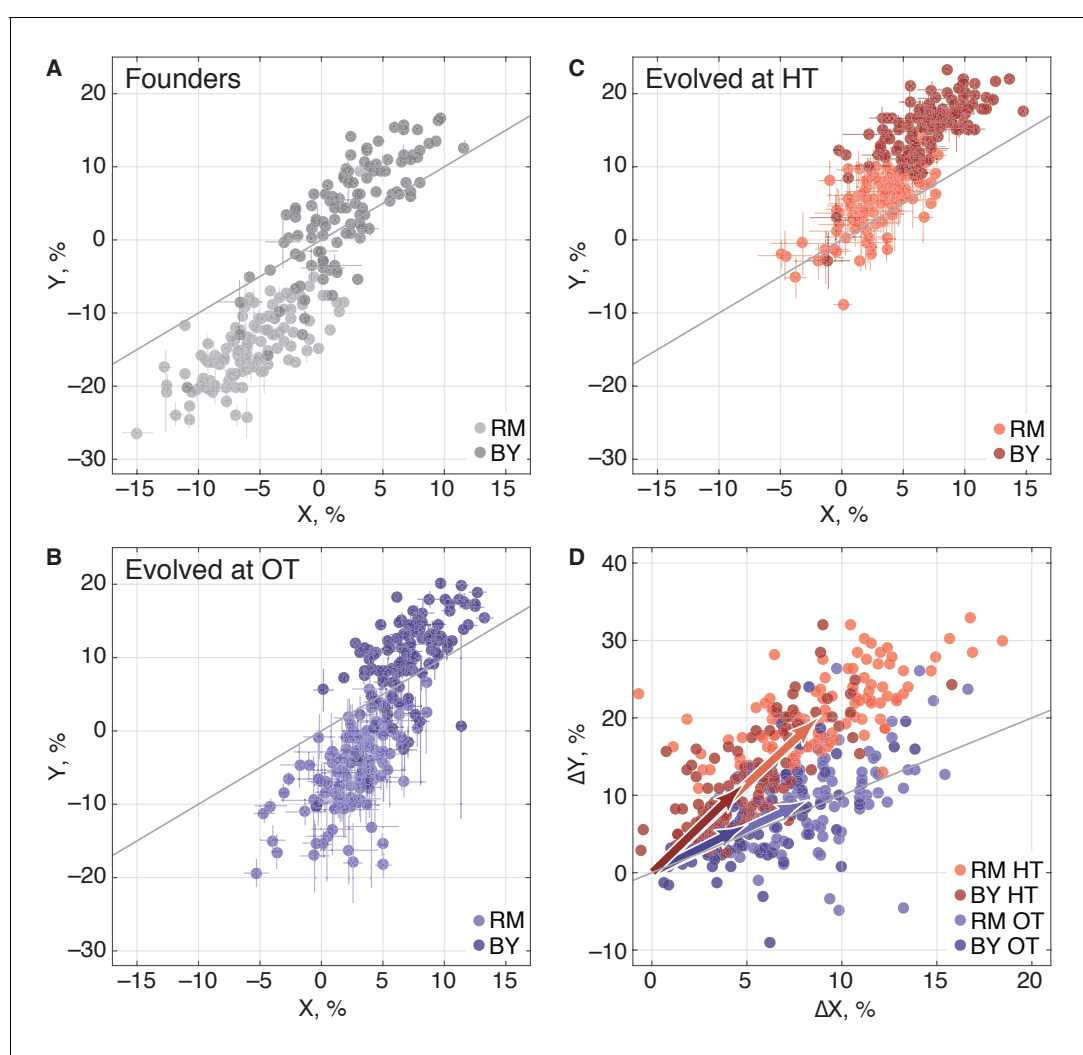 A
Founders
Y, %
20
10
0
−10
−20
−30
RM
BY
−15
−10
−5
0
5
10
15
X, %
C
Evolved at HT
Y, %
20
10
0
−10
−20
−30
RM
BY
−15
−10
−5
0
5
10
15
X, %
B
Evolved at OT
Y, %
20
10
0
−10
−20
−30
RM
BY
−15
−10
−5
0
5
10
15
X, %
D
ΔY, %
40
30
20
10
0
−10
RM HT
BY HT
RM OT
BY OT
0
5
10
15
20
ΔX, %